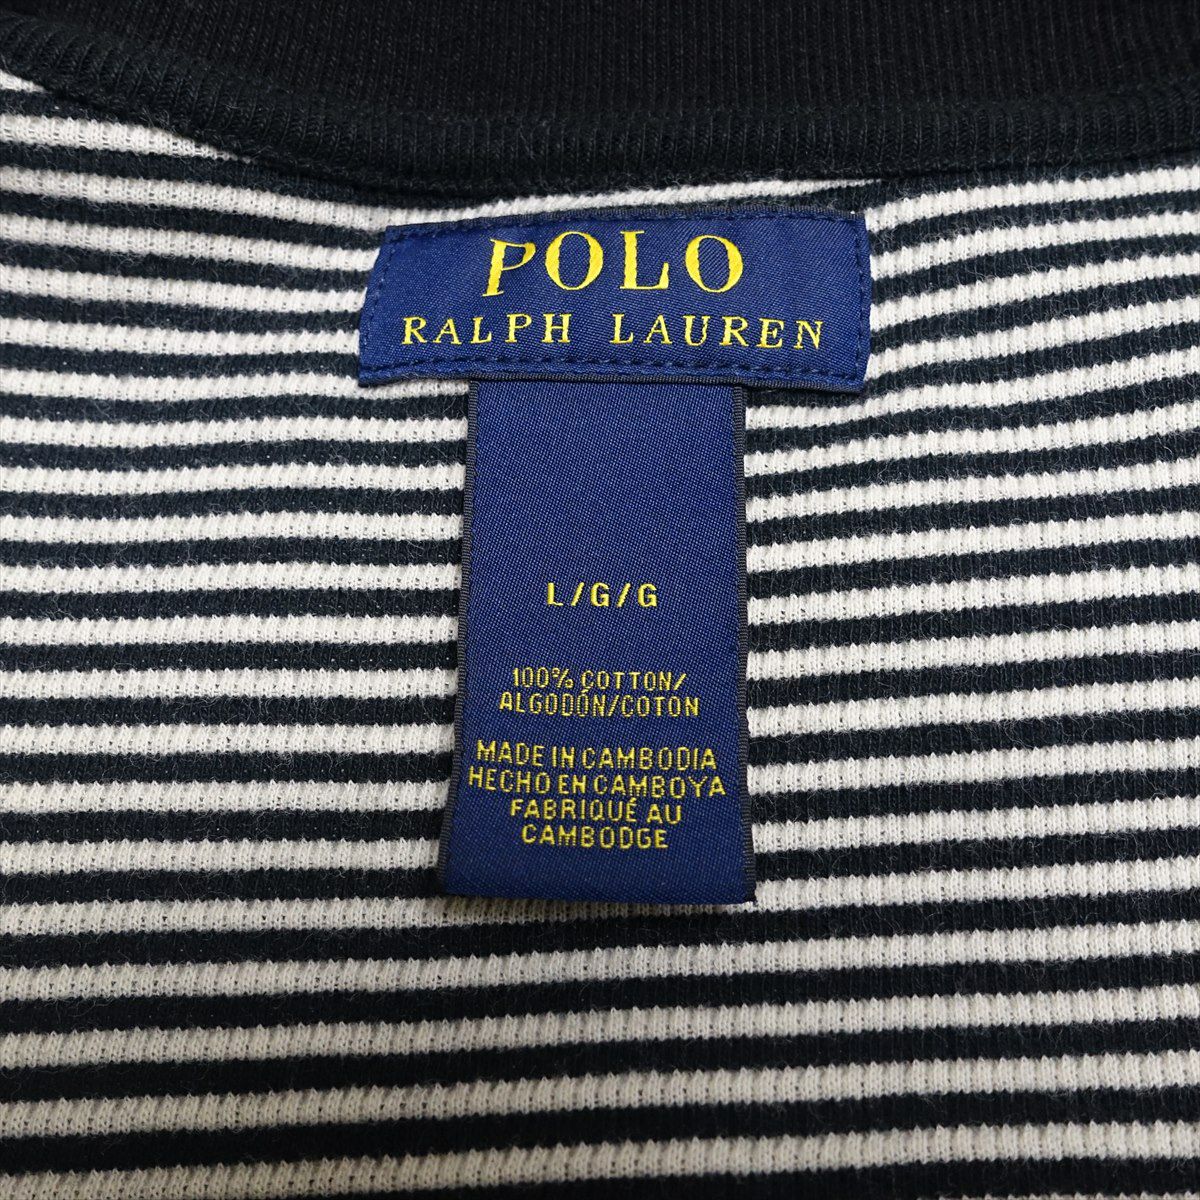 POLO
RALPH LAUREN
L/G/G
100% COTTON/
ALGODÓN/COTON
MADE IN CAMBODIA
HECHO EN CAMBOYA
FABRIQUÉ AU
CAMBODGE